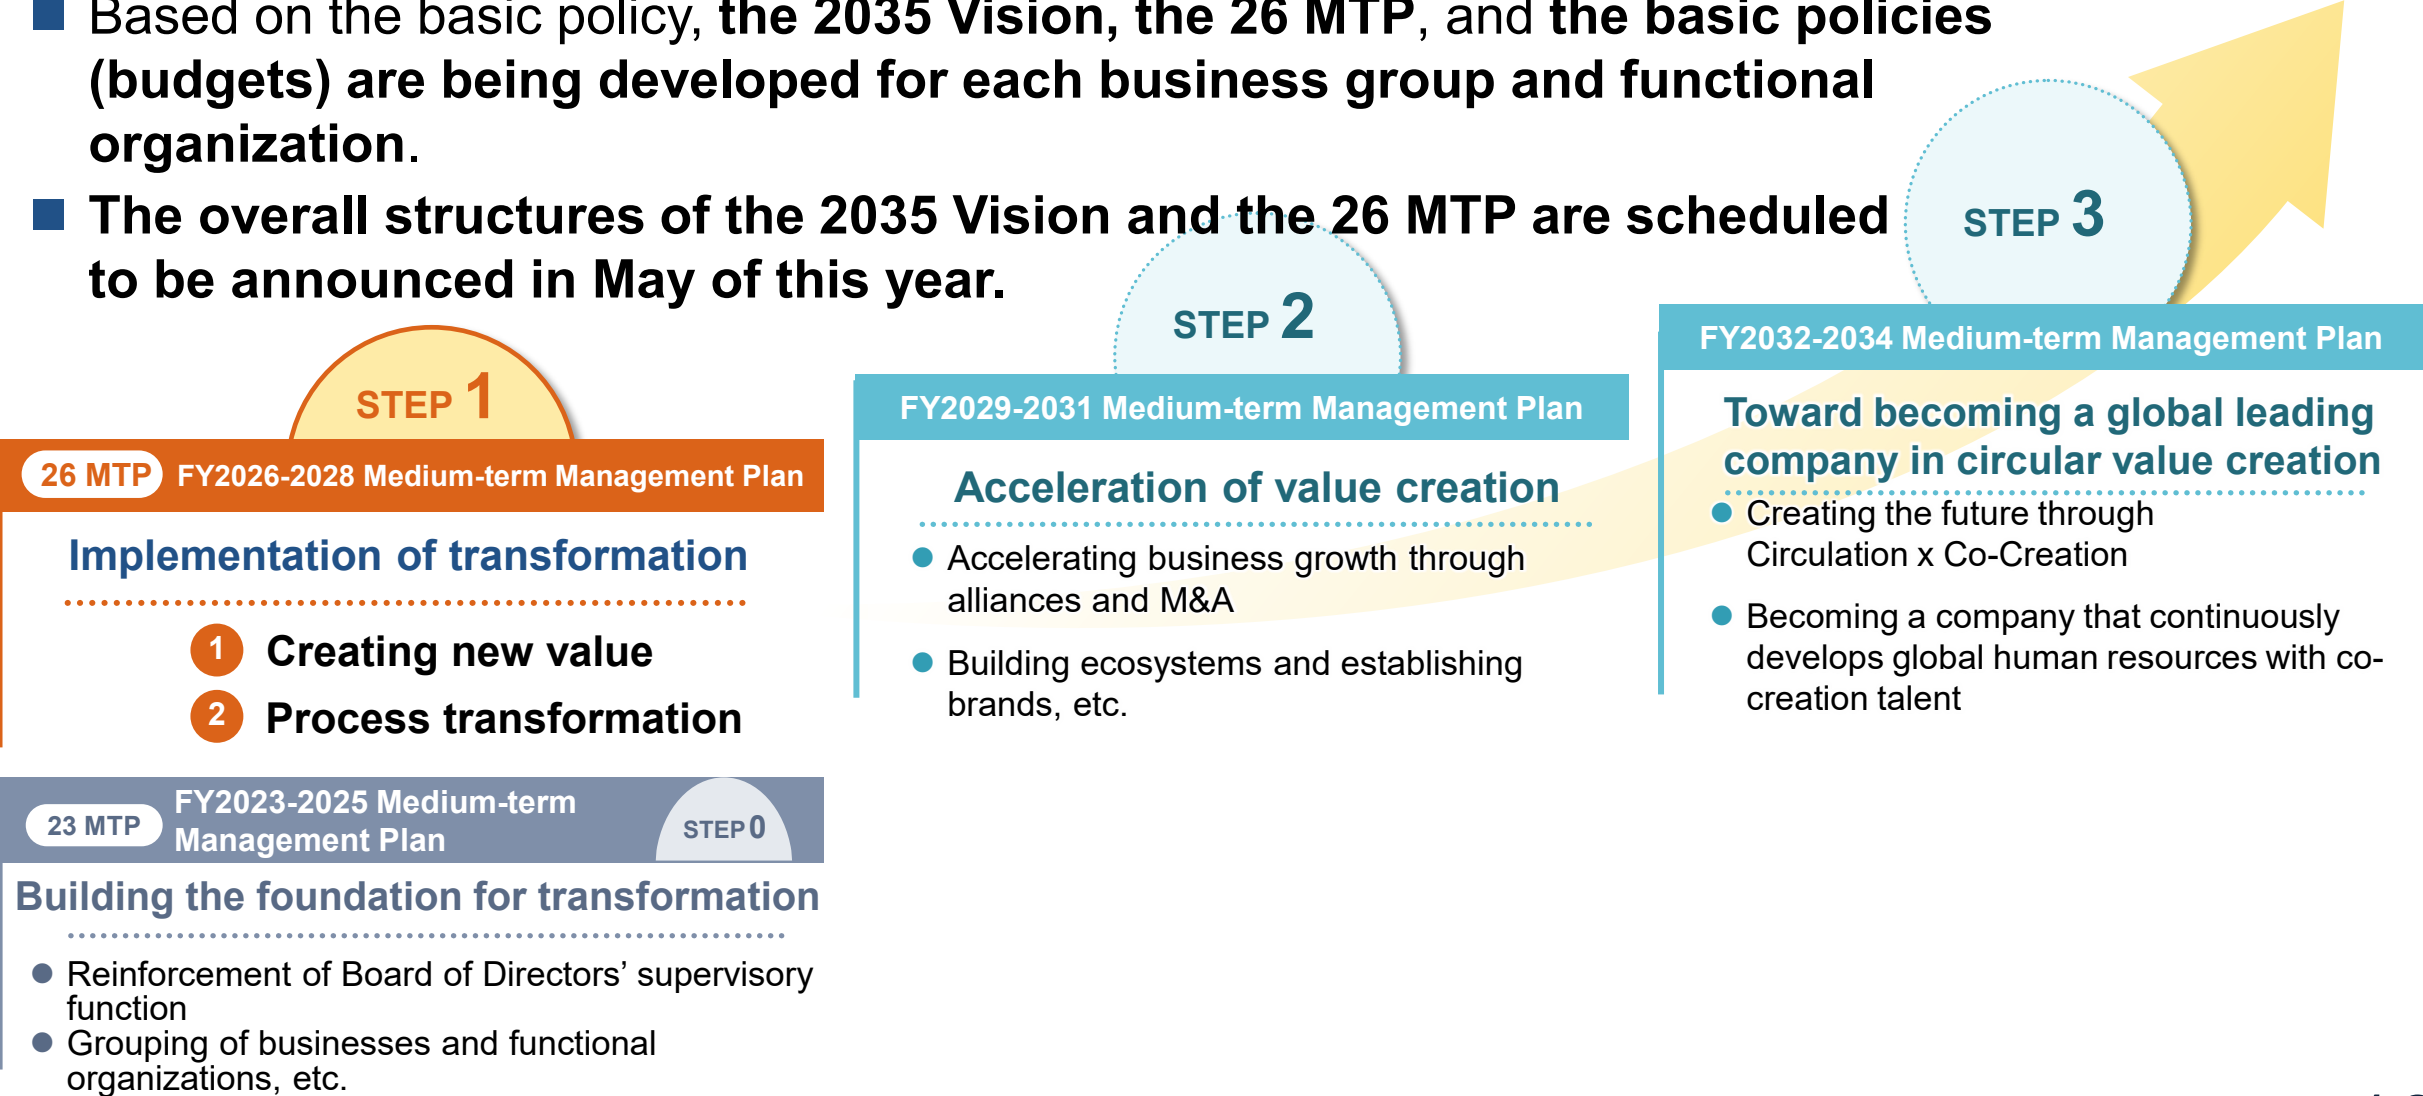 Based on the basic policy, the 2035 Vision, the 26 MTP, and the basic policies
(budgets) are being developed for each business group and functional
organization.
The overall structures of the 2035 Vision and the 26 MTP are scheduled
to be announced in May of this year.
STEP 1
26 MTP FY2026-2028 Medium-term Management Plan
Implementation of transformation
1 Creating new value
2 Process transformation
23 MTP FY2023-2025 Medium-term
Management Plan
STEP 0
Building the foundation for transformation
Reinforcement of Board of Directors’ supervisory
function
Grouping of businesses and functional
organizations, etc.
STEP 2
FY2029-2031 Medium-term Management Plan
Acceleration of value creation
Accelerating business growth through
alliances and M&A
Building ecosystems and establishing
brands, etc.
STEP 3
FY2032-2034 Medium-term Management Plan
Toward becoming a global leading
company in circular value creation
Creating the future through
Circulation x Co-Creation
Becoming a company that continuously
develops global human resources with co-
creation talent